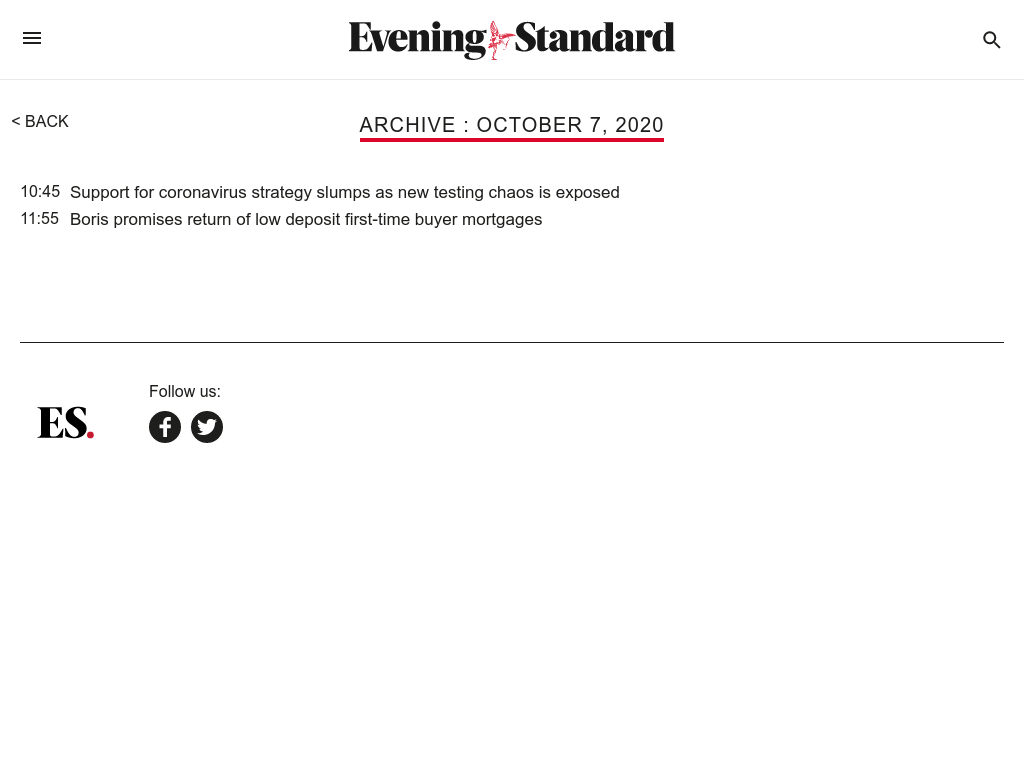 Evening Standard
< BACK
ARCHIVE : OCTOBER 7, 2020
10:45 Support for coronavirus strategy slumps as new testing chaos is exposed
11:55 Boris promises return of low deposit first-time buyer mortgages
Follow us:
ES.